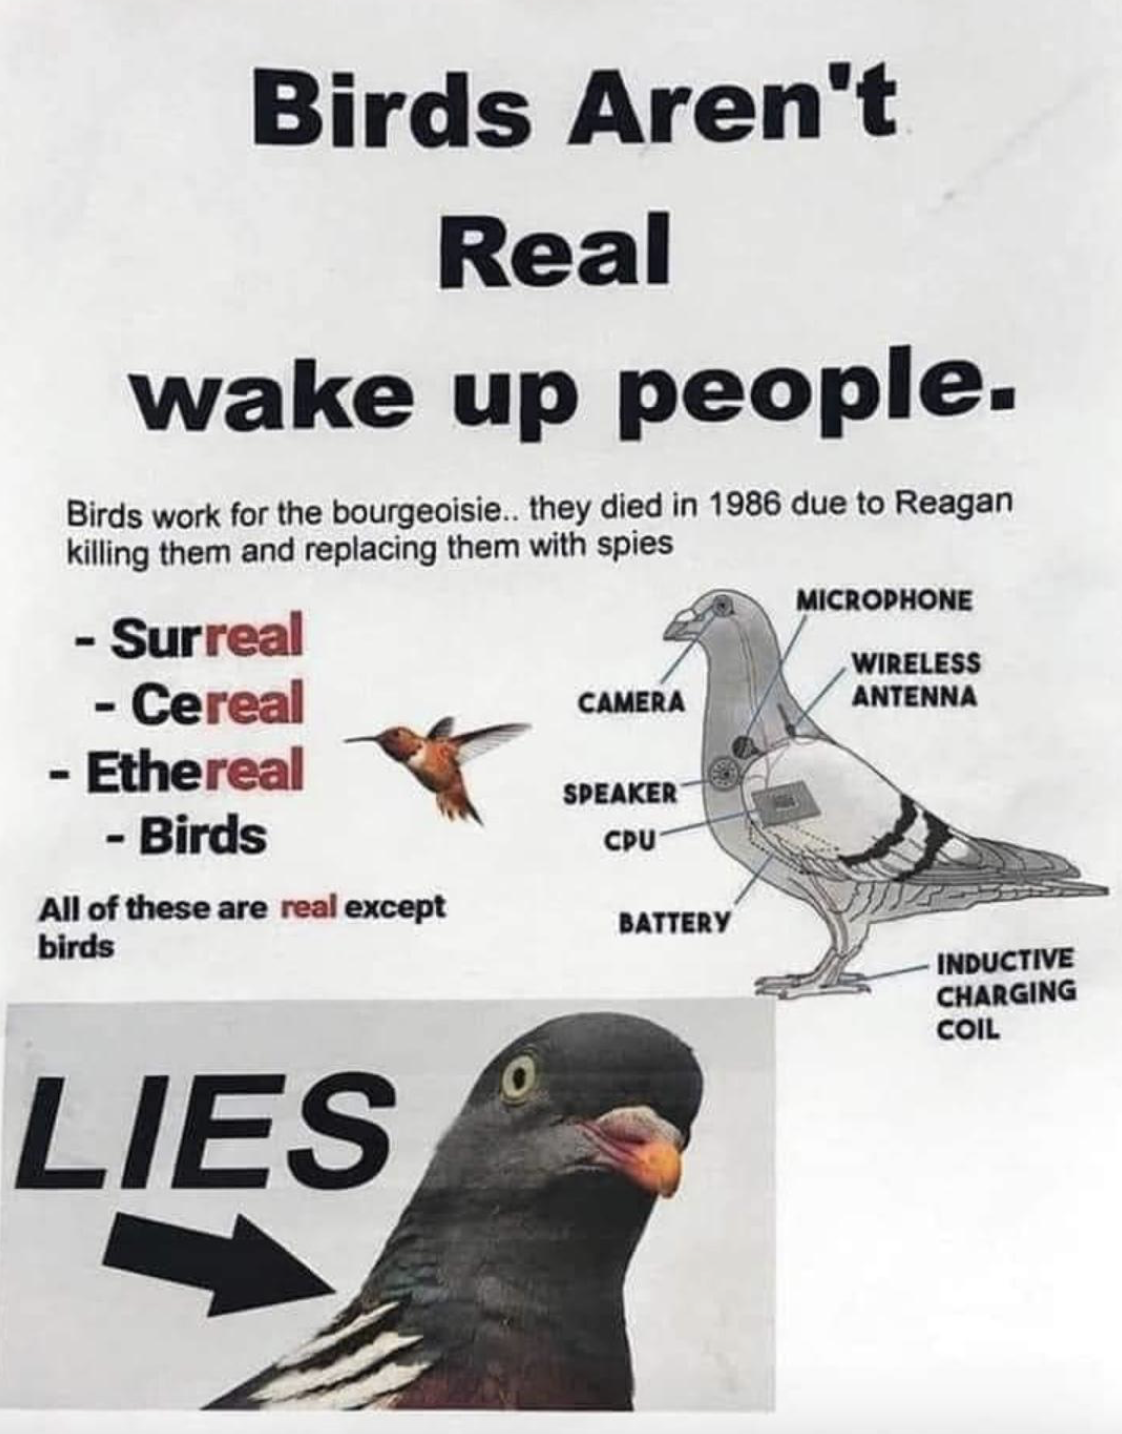 Birds Aren't
Real
wake up people.
Birds work for the bourgeoisie.. they died in 1986 due to Reagan
killing them and replacing them with spies
- Surreal
- Cereal
- Ethereal
- Birds
All of these are real except
birds
MICROPHONE
WIRELESS
ANTENNA
CAMERA
SPEAKER
CPU
BATTERY
INDUCTIVE
CHARGING
COIL
LIES